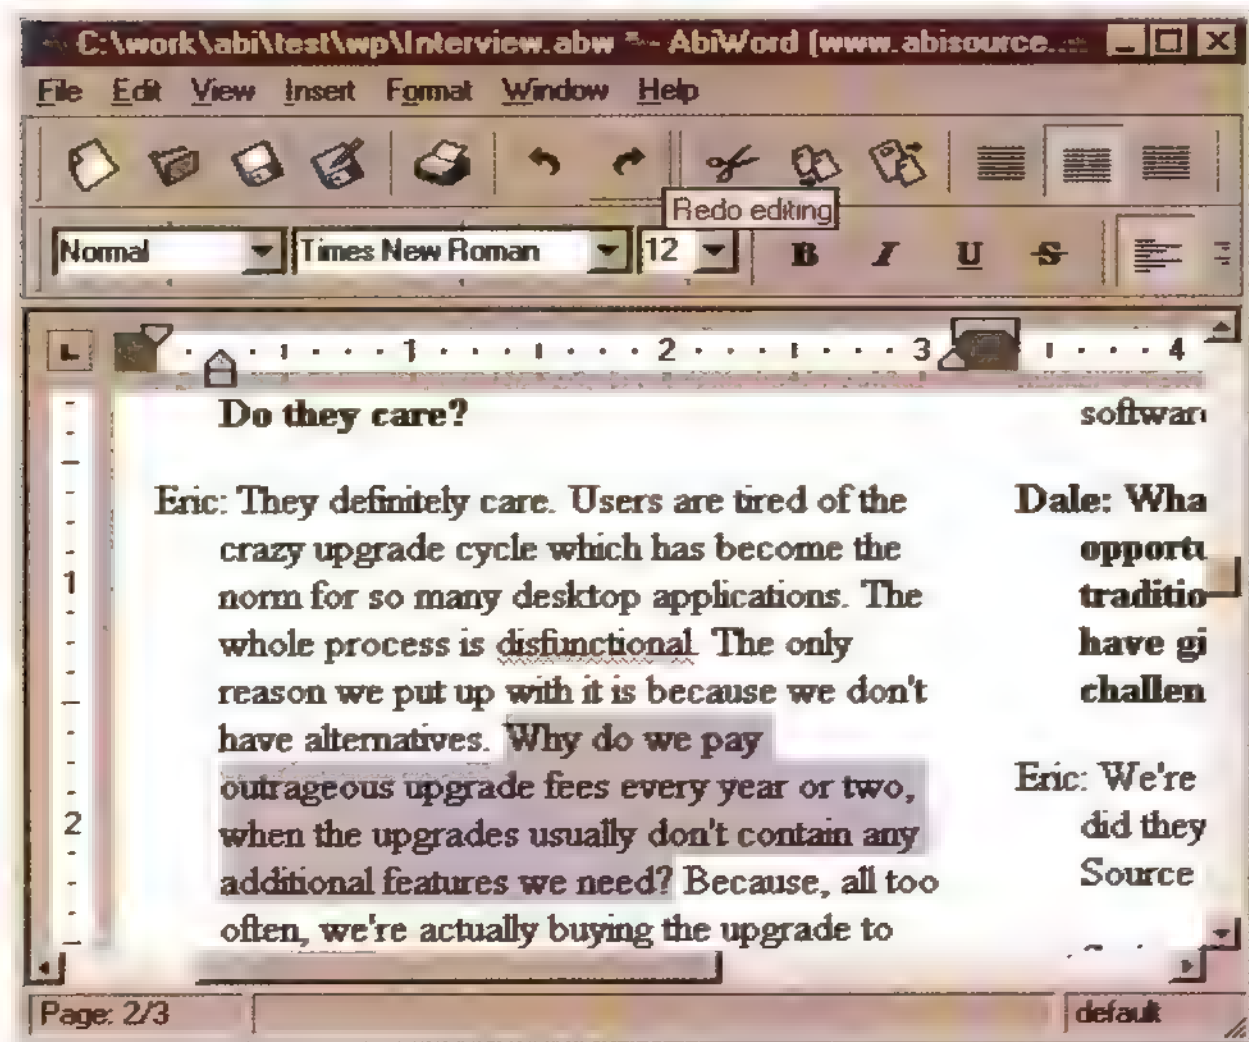 C:\work\abi\test\wp\Interview.abw - AbiWord [www.abisource....
File Edit View Insert Format Window Help
Redo editing
Normal Times New Roman 12 B I U S
L 1 2 3 4
Do they care?
Eric: They definitely care. Users are tired of the
crazy upgrade cycle which has become the
norm for so many desktop applications. The
whole process is disfunctional. The only
reason we put up with it is because we don't
have alternatives. Why do we pay
outrageous upgrade fees every year or two,
when the upgrades usually don't contain any
additional features we need? Because, all too
often, we're actually buying the upgrade to
softwar
Dale: Wha
opportu
traditio
have gi
challen
Eric: We're
did they
Source
1
2
Page: 2/3
default